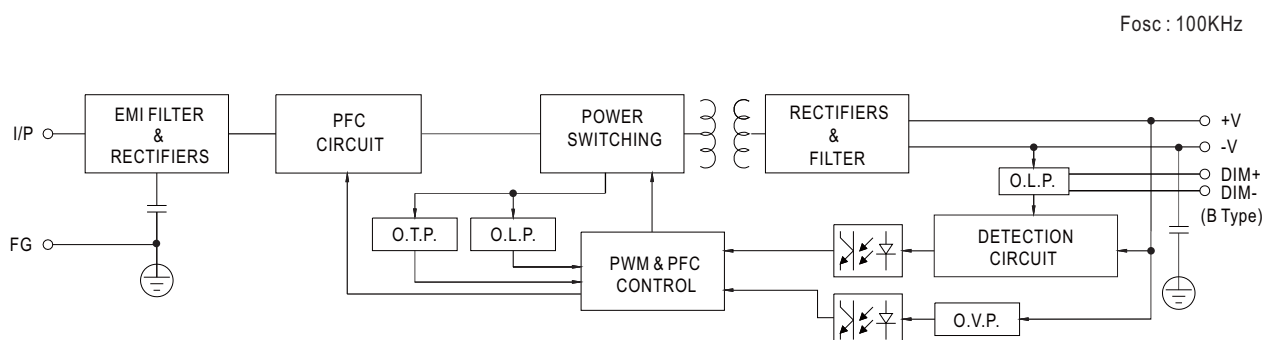 Fosc : 100KHz
I/P
EMI FILTER
&
RECTIFIERS
PFC
CIRCUIT
POWER
SWITCHING
RECTIFIERS
&
FILTER
+V
-V
DIM+
DIM-
(B Type)
O.L.P.
FG
O.T.P.
O.L.P.
PWM & PFC
CONTROL
DETECTION
CIRCUIT
O.V.P.